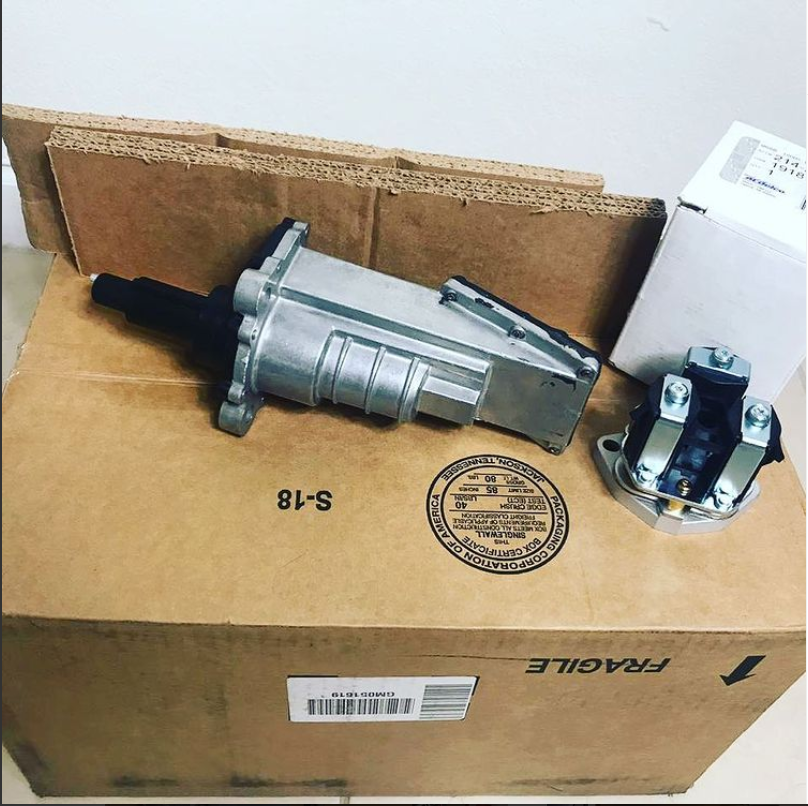 214
1918
1
ACDelco
S-18
PACKAGING CORPORATION OF AMERICA
JACKSON, TENNESSEE
THIS
BOX CERTIFICATE
SINGLEWALL
BOX MEETS ALL CONSTRUCTION
REQUIREMENTS OF APPLICABLE
FREIGHT CLASSIFICATION
EDGE CRUSH
TEST (ECT)
40
LBS/IN
SIZE LIMIT 85 INCHES
GROSS
WT LT 80 LBS.
FRAGILE
GM051619